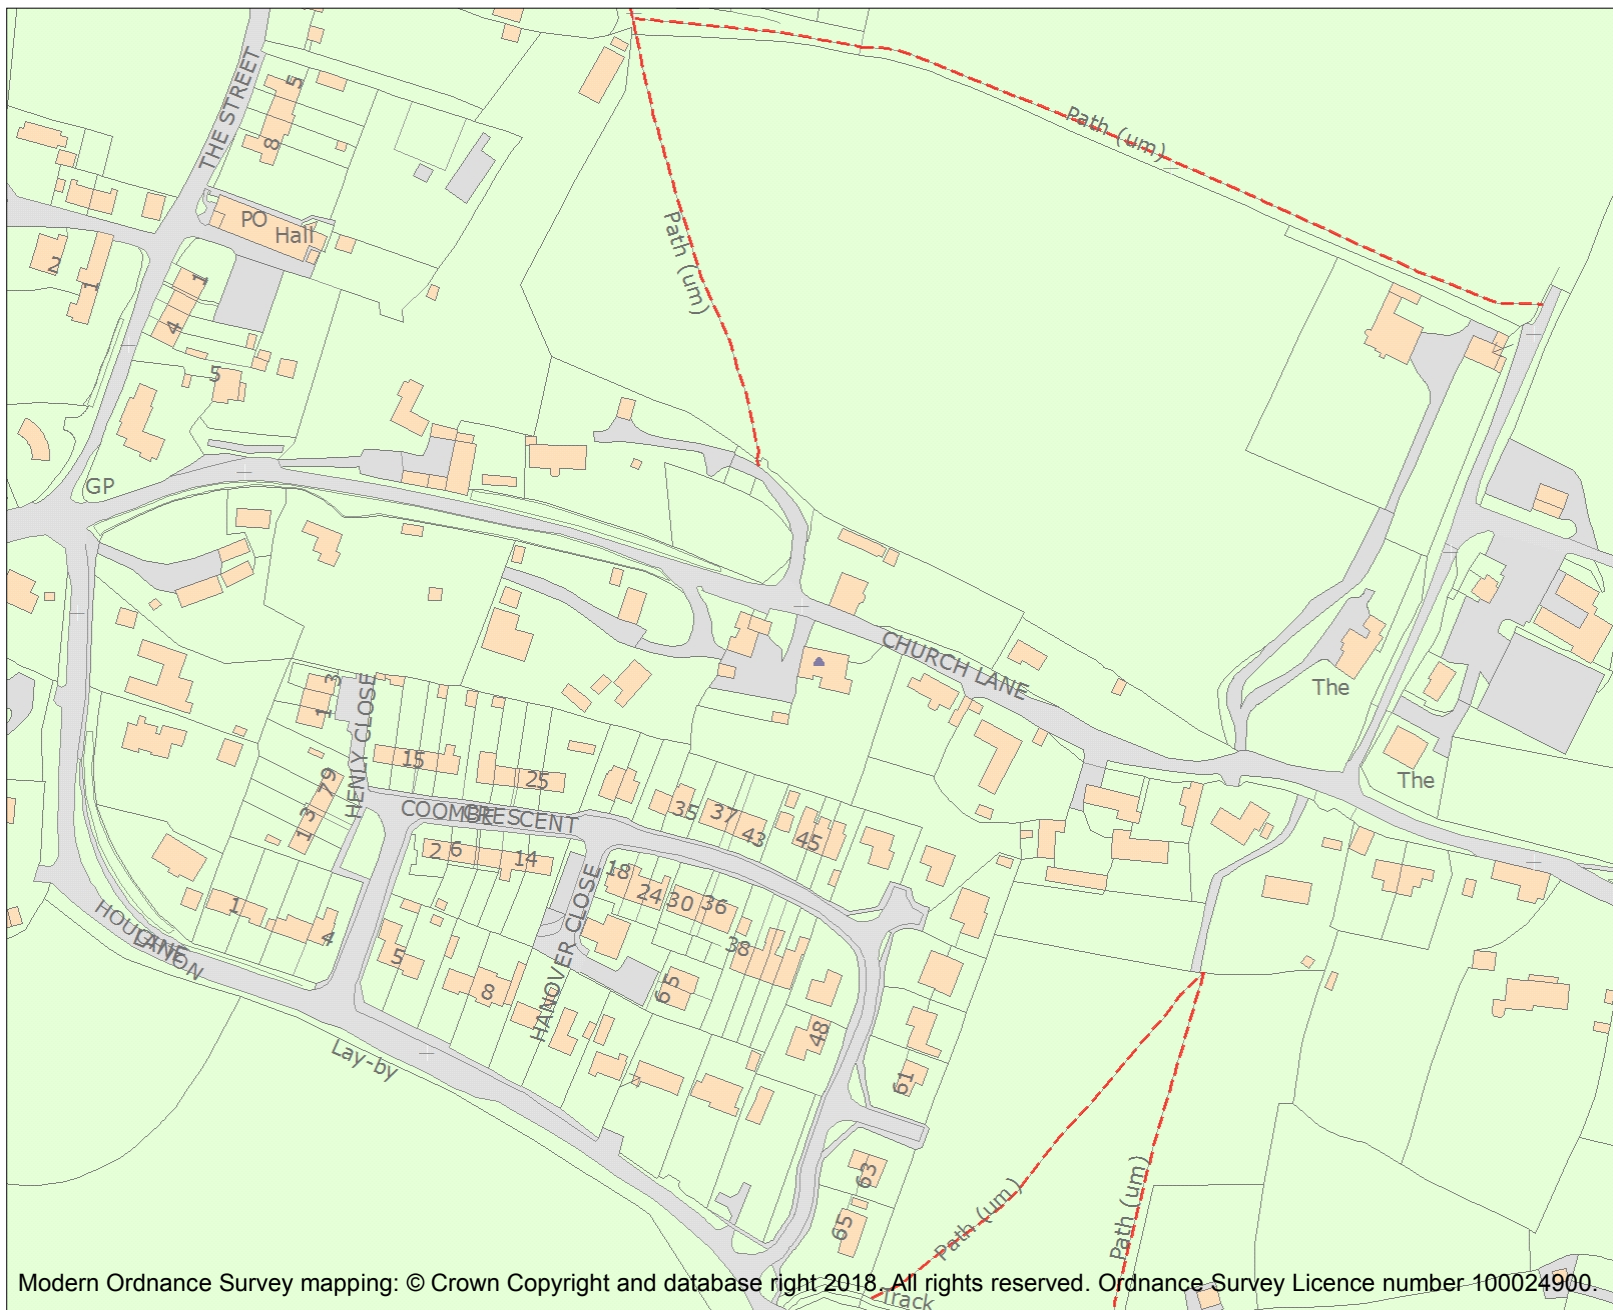 THE STREET
5
8
Path (um)
PO
Hall
2
1
1
4
Path (um)
5
GP
CHURCH LANE
The
3
1
HENLY CLOSE
15
25
The
7 9
1 3
COOMBE
CRESCENT
35
37
43
45
2 6
14
18
24
30
36
38
HANOVER CLOSE
1
4
HOUGHTON
LANE
5
8
6 5
48
Lay-by
61
63
65
Path (um)
Path (um)
Track
Modern Ordnance Survey mapping: © Crown Copyright and database right 2018. All rights reserved. Ordnance Survey Licence number 100024900.